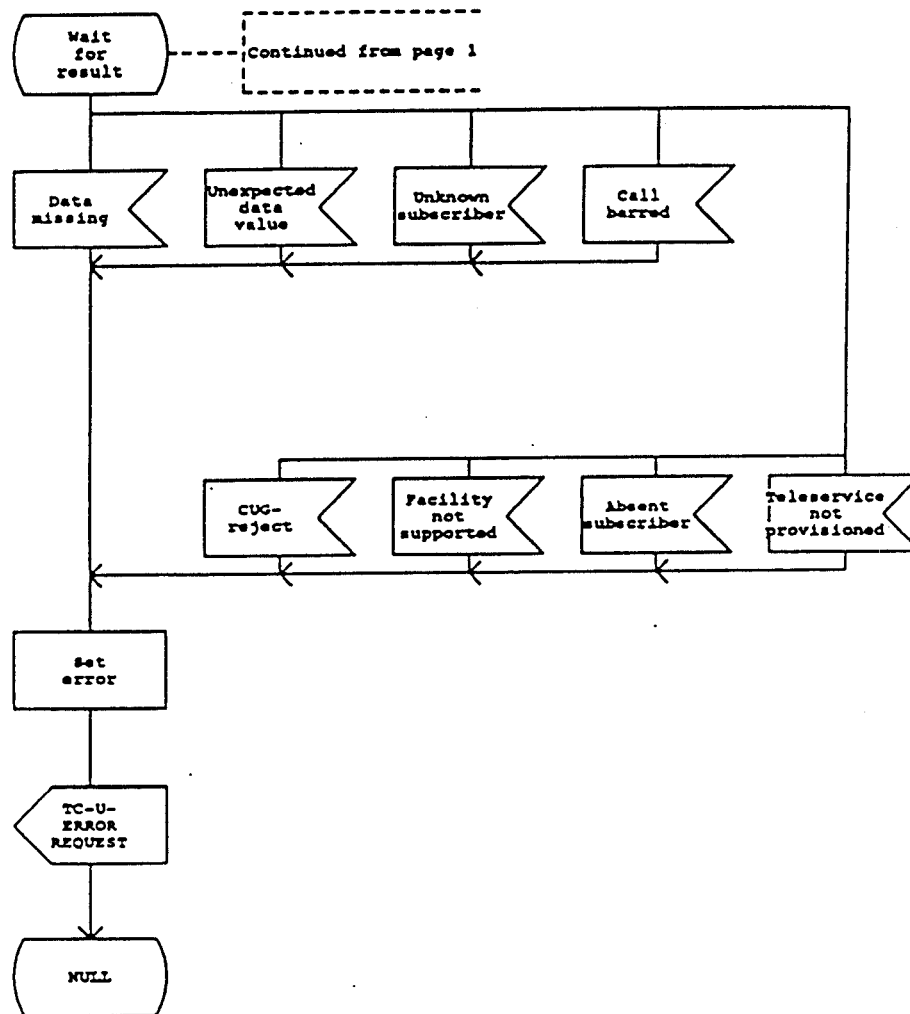 Wait
for
result
Continued from page 1
Data
missing
Unexpected
data
value
Unknown
subscriber
Call
barred
CUG-
reject
Facility
not
supported
Absent
subscriber
Teleservice
not
provisioned
Set
error
TC-U-
ERROR
REQUEST
NULL